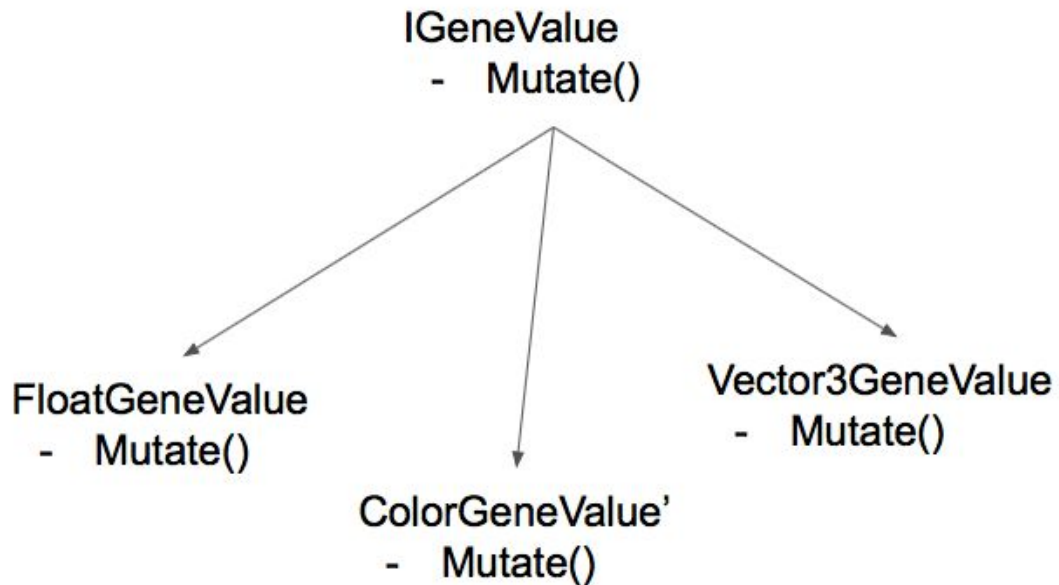 IGeneValue
- Mutate()
FloatGeneValue
- Mutate()
Vector3GeneValue
- Mutate()
ColorGeneValue’
- Mutate()